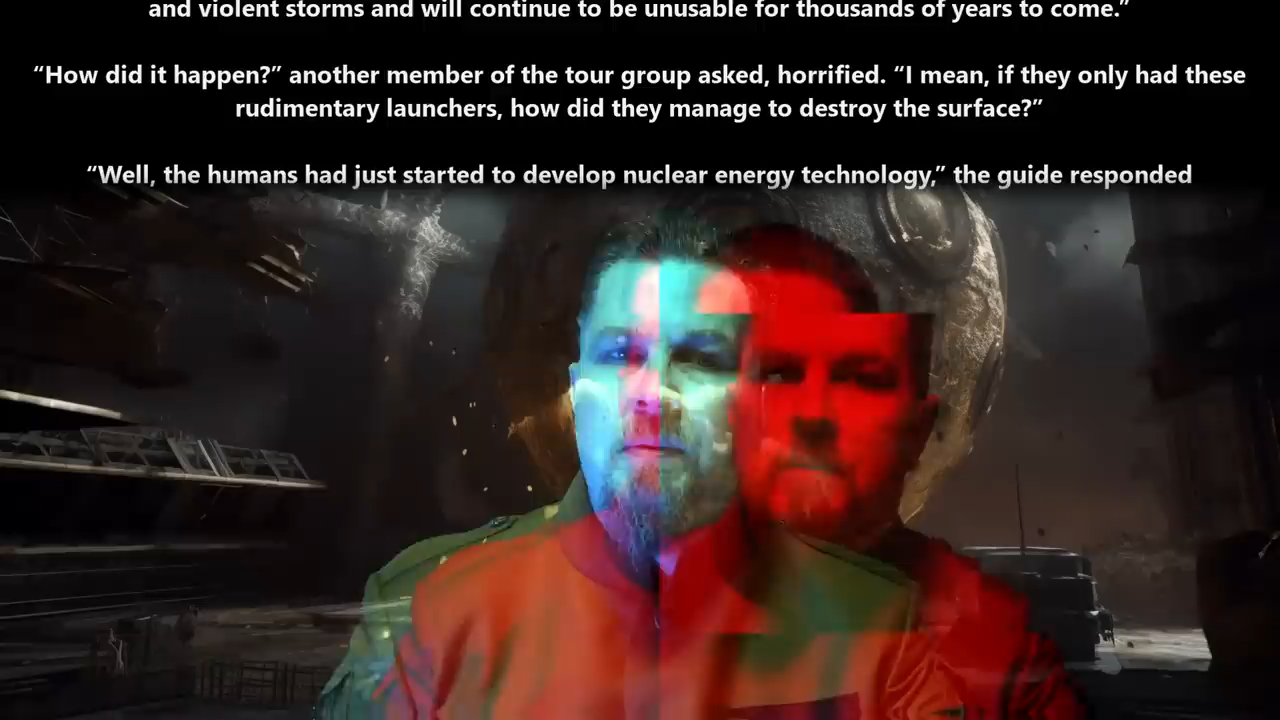 and violent storms and will continue to be unusable for thousands of years to come.”
“How did it happen?” another member of the tour group asked, horrified. “I mean, if they only had these
rudimentary launchers, how did they manage to destroy the surface?”
“Well, the humans had just started to develop nuclear energy technology,” the guide responded